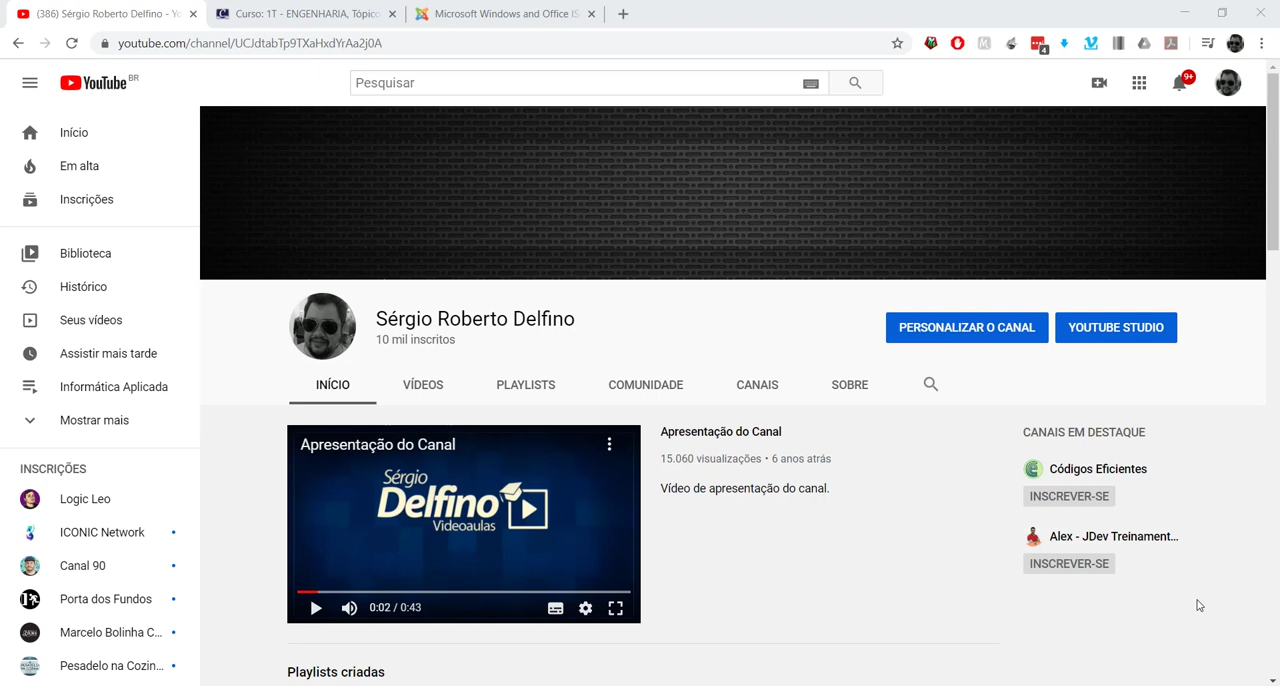 (386) Sérgio Roberto Delfino - Yo
Curso: 1T - ENGENHARIA, Tópico
Microsoft Windows and Office IS
youtube.com/channel/UCJdtabTp9TXaHxdYrAa2j0A
4
YouTube BR
Pesquisar
9+
Início
Em alta
Inscrições
Biblioteca
Histórico
Seus vídeos
Assistir mais tarde
Informática Aplicada
Mostrar mais
INSCRIÇÕES
Logic Leo
ICONIC Network
Canal 90
Porta dos Fundos
Marcelo Bolinha C...
Pesadelo na Cozin...
Sérgio Roberto Delfino
10 mil inscritos
PERSONALIZAR O CANAL
YOUTUBE STUDIO
INÍCIO
VÍDEOS
PLAYLISTS
COMUNIDADE
CANAIS
SOBRE
Apresentação do Canal
Sérgio
Delfino
Videoaulas
0:02 / 0:43
Apresentação do Canal
15.060 visualizações • 6 anos atrás
Vídeo de apresentação do canal.
CANAIS EM DESTAQUE
Códigos Eficientes
INSCREVER-SE
Alex - JDev Treinament...
INSCREVER-SE
Playlists criadas